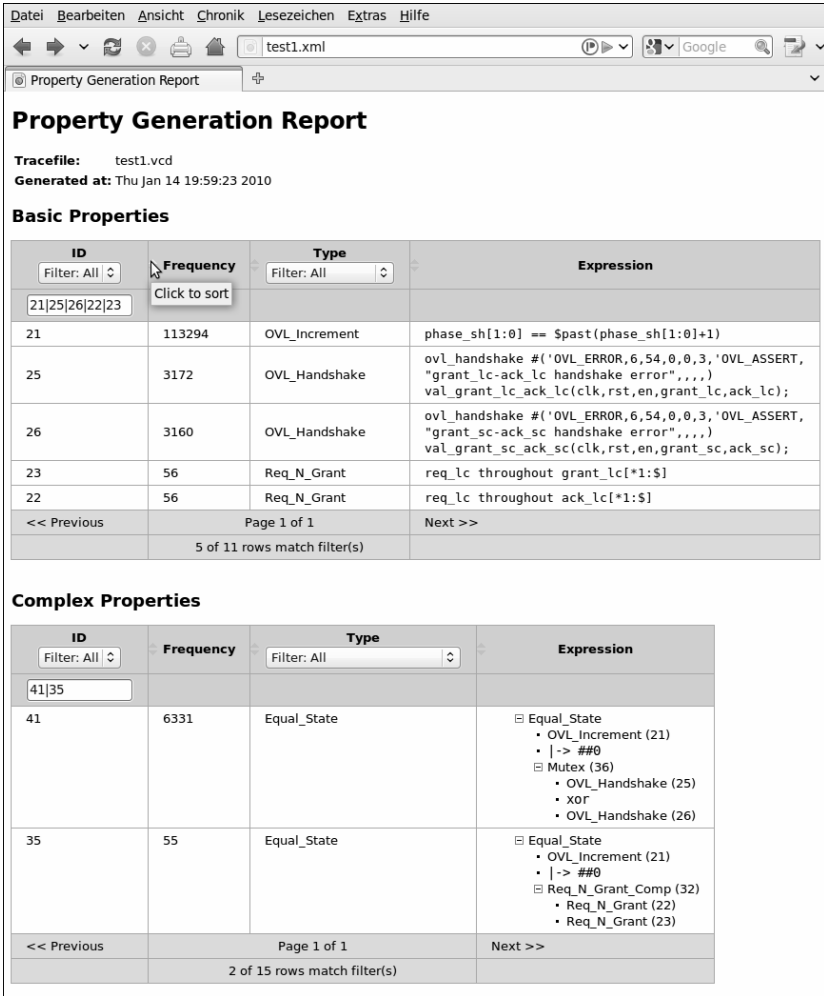 Datei Bearbeiten Ansicht Chronik Lesezeichen Extras Hilfe
test1.xml Google
Property Generation Report
Property Generation Report
Tracefile: test1.vcd
Generated at: Thu Jan 14 19:59:23 2010
Basic Properties
ID Frequency Type Expression
Filter: All Filter: All
Click to sort
21|25|26|22|23
21 113294 OVL_Increment phase_sh[1:0] == $past(phase_sh[1:0]+1)
25 3172 OVL_Handshake ovl_handshake #('OVL_ERROR,6,54,0,0,3,'OVL_ASSERT,
"grant_lc-ack_lc handshake error",,,,)
val_grant_lc_ack_lc(clk,rst,en,grant_lc,ack_lc);
26 3160 OVL_Handshake ovl_handshake #('OVL_ERROR,6,54,0,0,3,'OVL_ASSERT,
"grant_sc-ack_sc handshake error",,,,)
val_grant_sc_ack_sc(clk,rst,en,grant_sc,ack_sc);
23 56 Req_N_Grant req_lc throughout grant_lc[*1:$]
22 56 Req_N_Grant req_lc throughout ack_lc[*1:$]
<< Previous Page 1 of 1 Next >>
5 of 11 rows match filter(s)
Complex Properties
ID Frequency Type Expression
Filter: All Filter: All
41|35
41 6331 Equal_State Equal_State
OVL_Increment (21)
|-> ##0
Mutex (36)
OVL_Handshake (25)
xor
OVL_Handshake (26)
35 55 Equal_State Equal_State
OVL_Increment (21)
|-> ##0
Req_N_Grant_Comp (32)
Req_N_Grant (22)
Req_N_Grant (23)
<< Previous Page 1 of 1 Next >>
2 of 15 rows match filter(s)